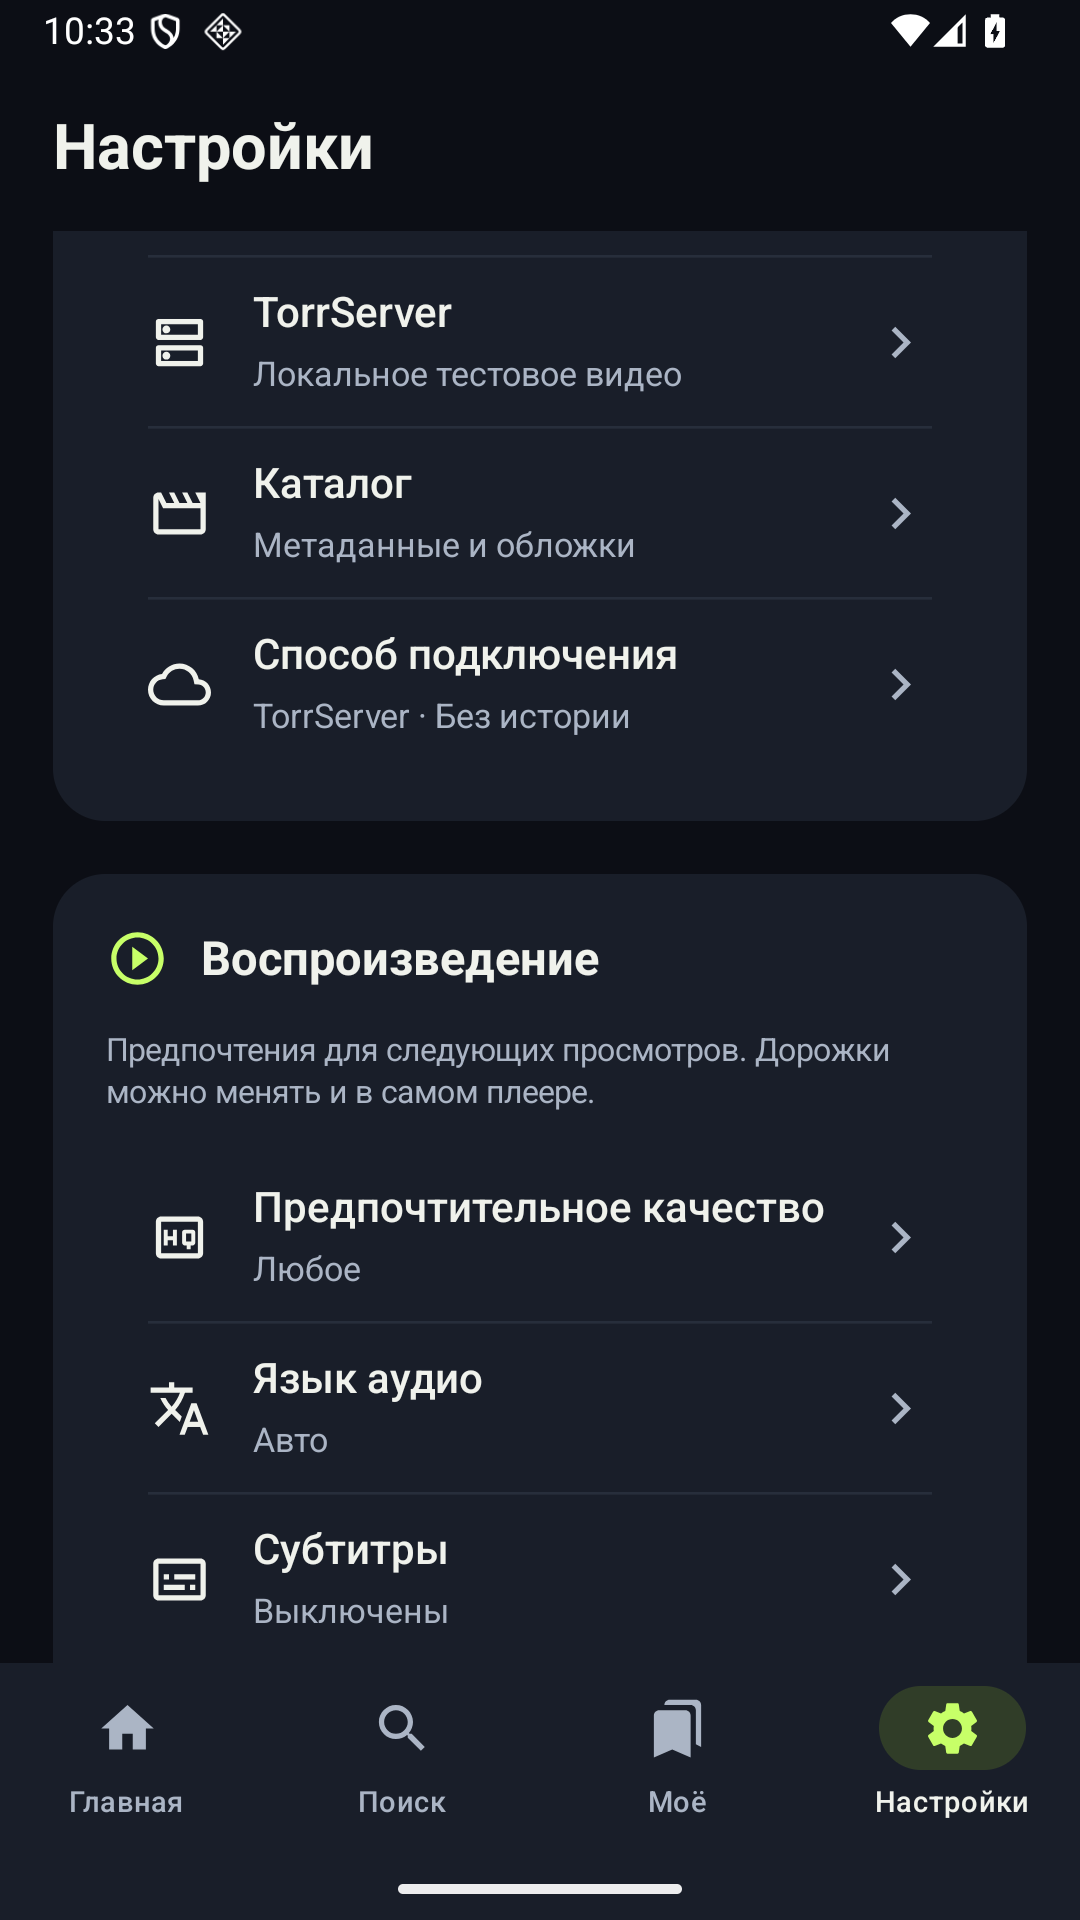 10:33
Настройки
TorrServer
Локальное тестовое видео
Каталог
Метаданные и обложки
Способ подключения
TorrServer · Без истории
Воспроизведение
Предпочтения для следующих просмотров. Дорожки
можно менять и в самом плеере.
HQ
Предпочтительное качество
Любое
Язык аудио
Авто
Субтитры
Выключены
Главная
Поиск
Моё
Настройки